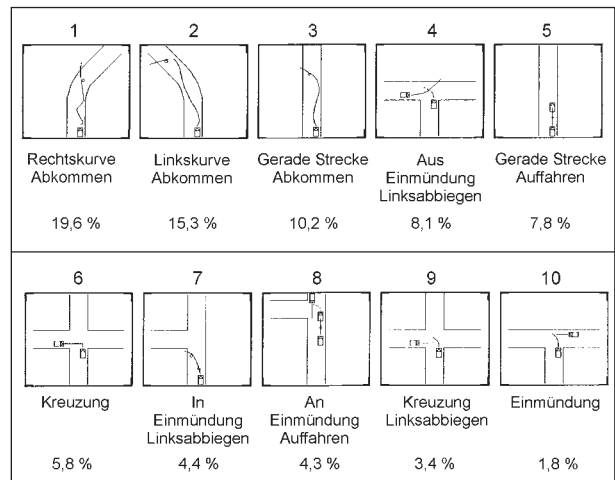 1 2 3 4 5
Rechtskurve Linkskurve Gerade Strecke Aus Gerade Strecke
Abkommen Abkommen Abkommen Einmündung Auffahren
Linksabbiegen
19,6 % 15,3 % 10,2 % 8,1 % 7,8 %
6 7 8 9 10
Kreuzung In An Kreuzung Einmündung
Einmündung Einmündung Linksabbiegen
Linksabbiegen Auffahren
5,8 % 4,4 % 4,3 % 3,4 % 1,8 %